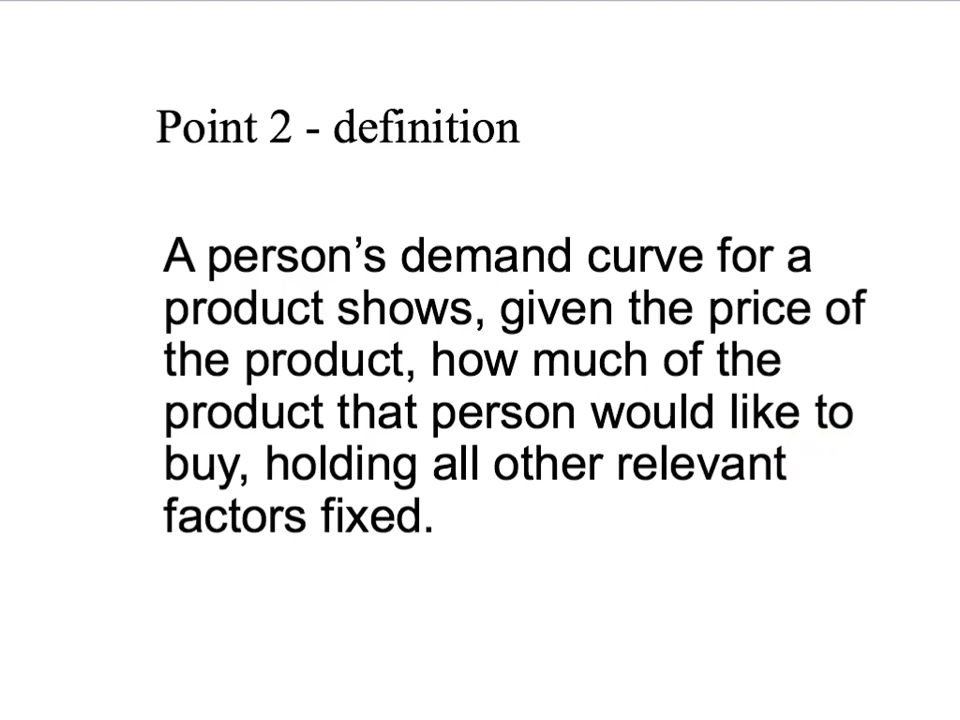 Point 2 - definition
A person’s demand curve for a
product shows, given the price of
the product, how much of the
product that person would like to
buy, holding all other relevant
factors fixed.